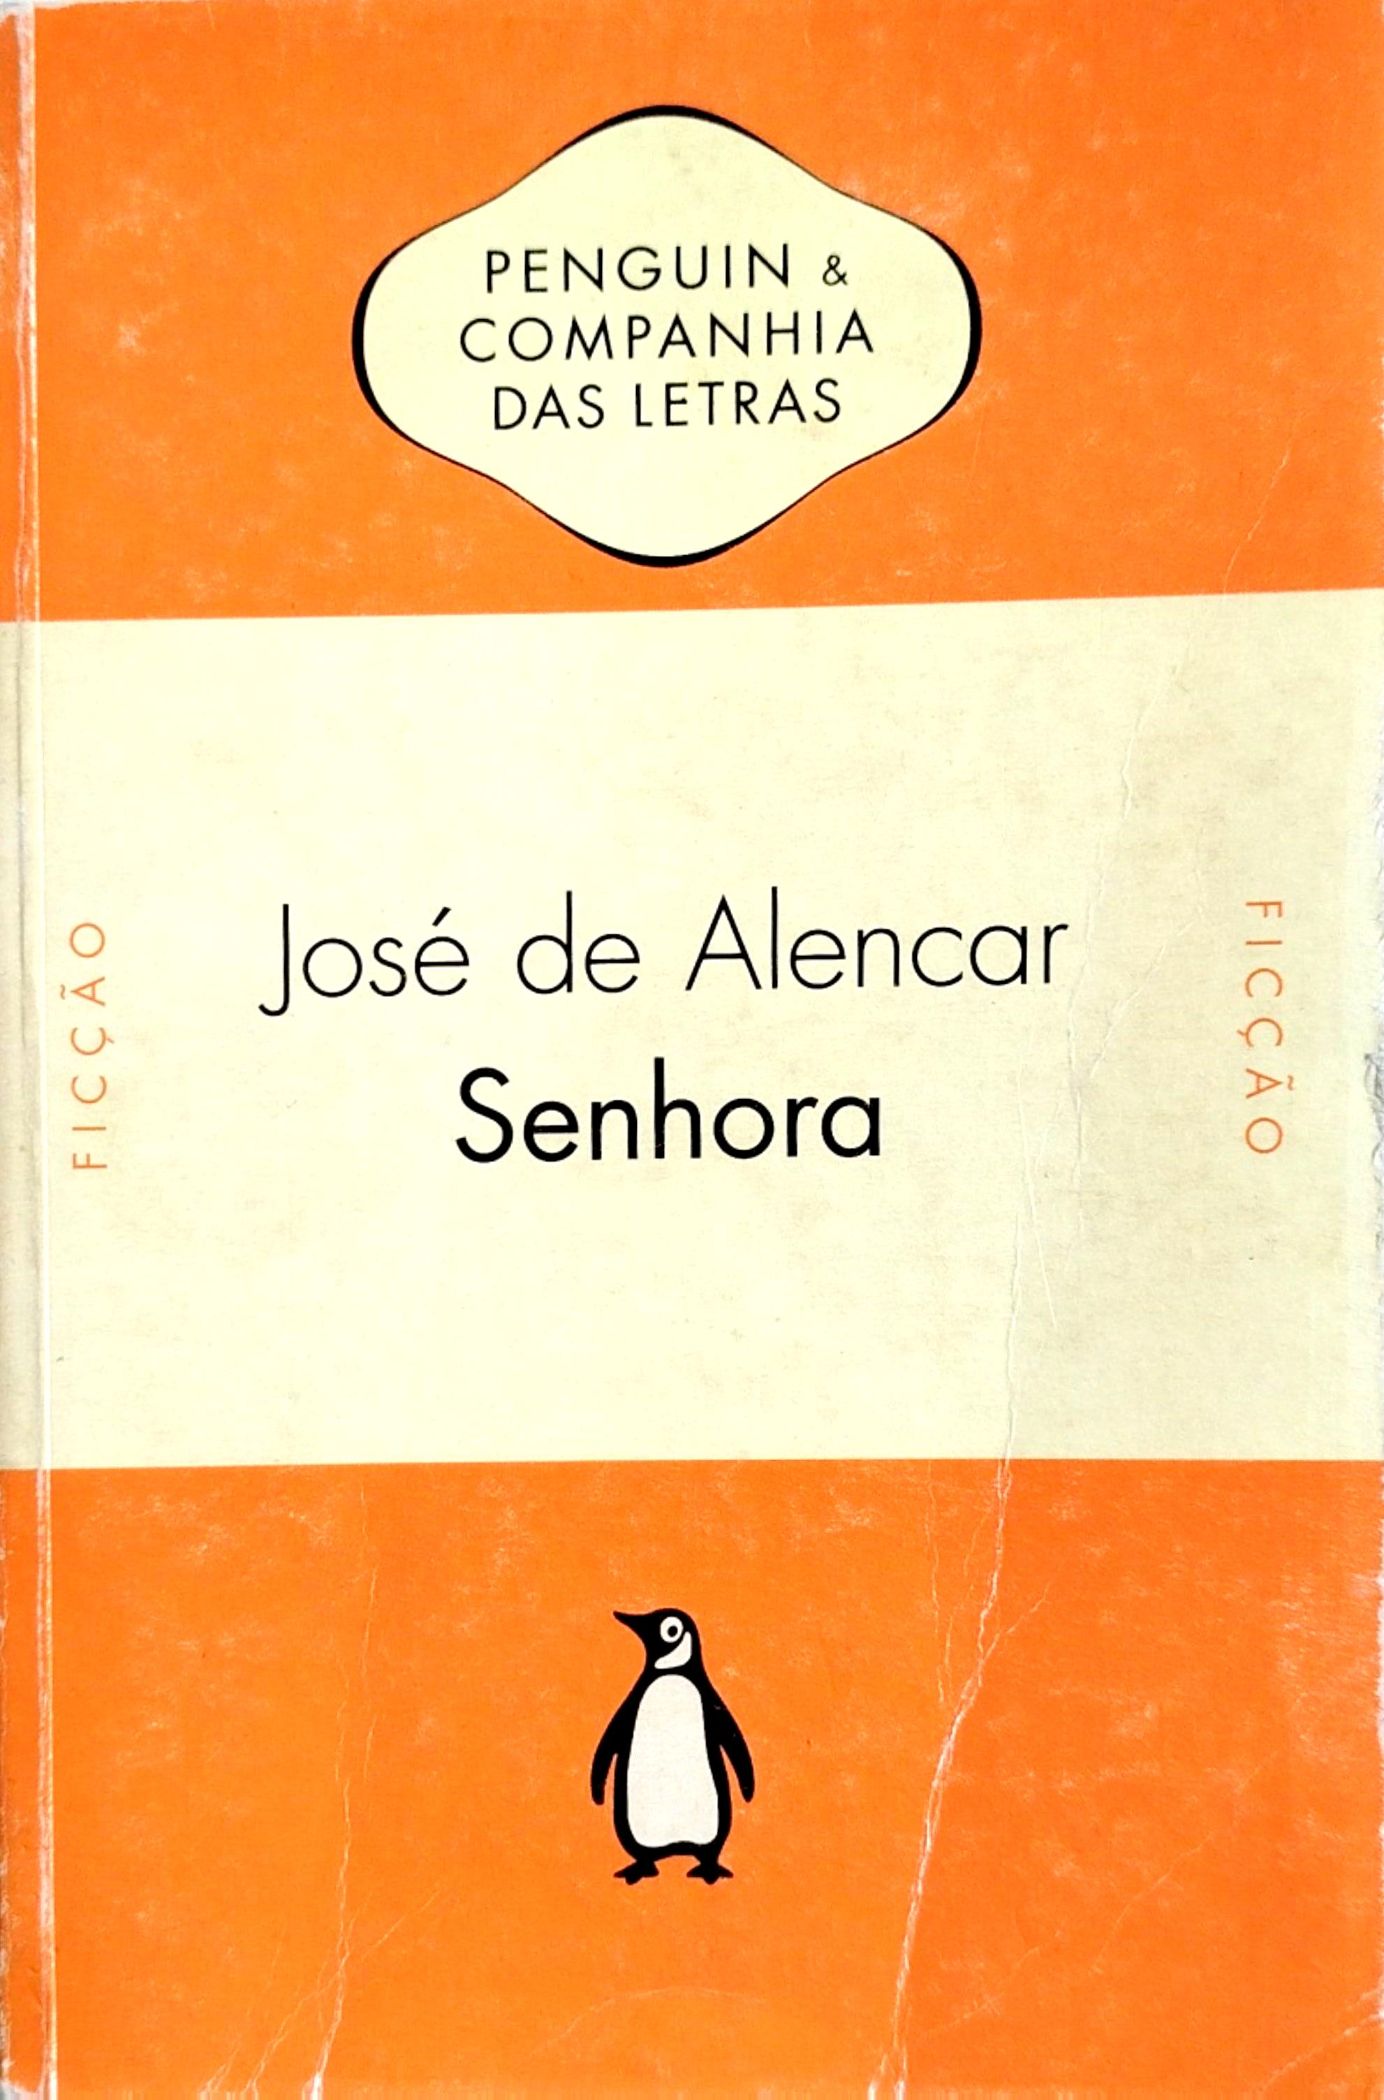 PENGUIN &
COMPANHIA
DAS LETRAS
José de Alencar
Senhora
FICÇÃO
FICÇÃO